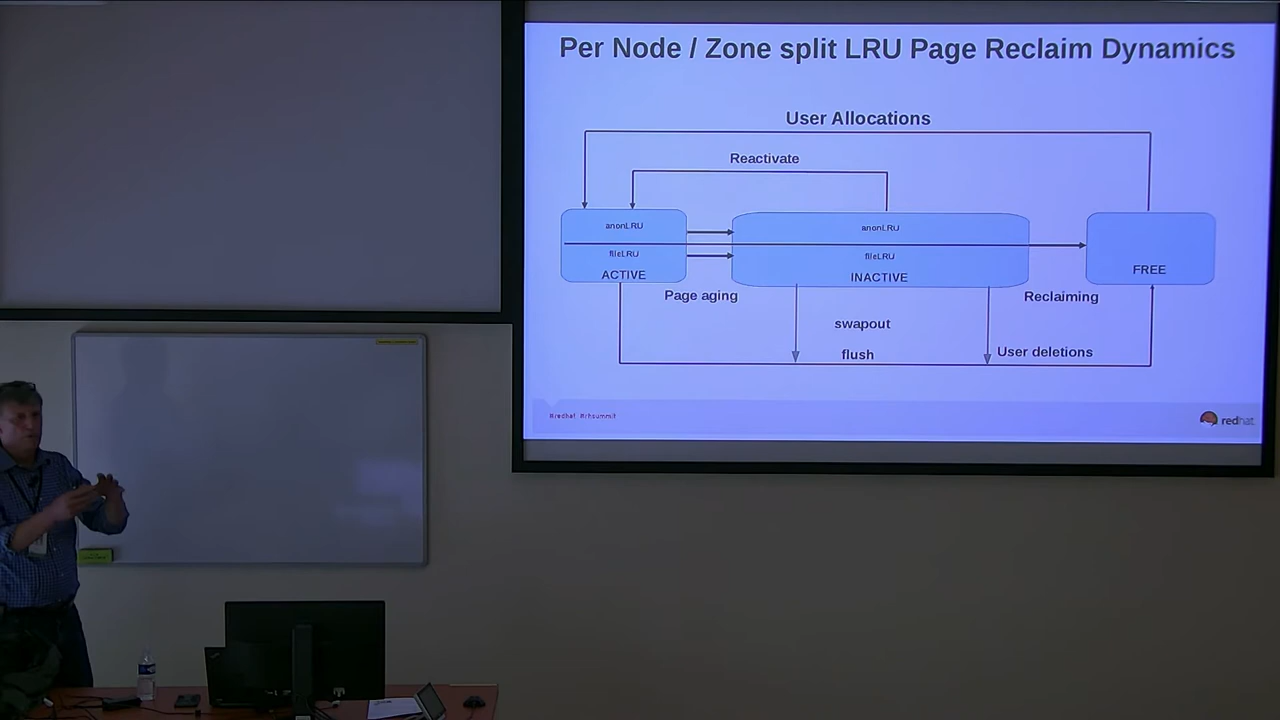 Per Node / Zone split LRU Page Reclaim Dynamics
User Allocations
Reactivate
anonLRU
fileLRU
ACTIVE
anonLRU
fileLRU
INACTIVE
FREE
Page aging
Reclaiming
swapout
flush
User deletions
#redhat #rhsummit
redhat